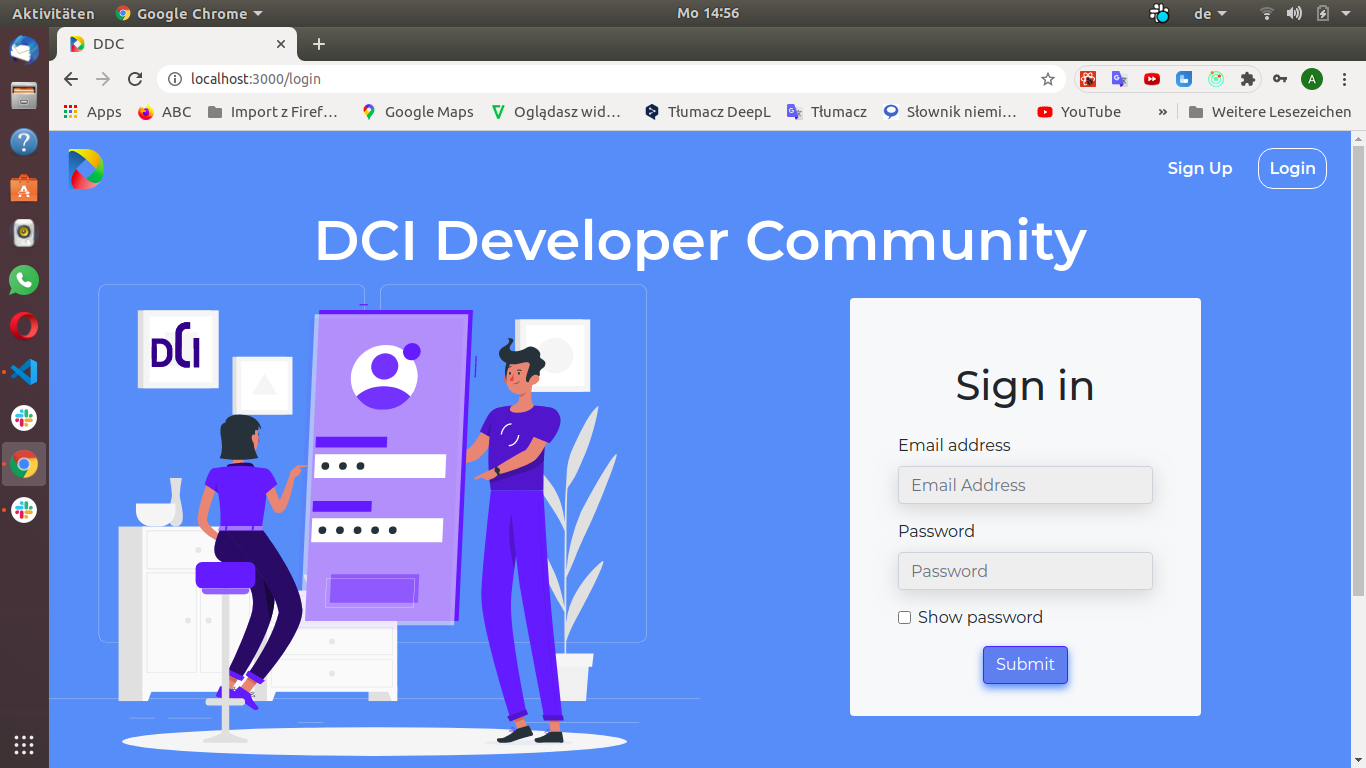 Aktivitäten Google Chrome Mo 14:56 de
DDC
localhost:3000/login A
Apps ABC Import z Firef… Google Maps Oglądasz wid… Tłumacz DeepL Tłumacz Słownik niemi… YouTube » Weitere Lesezeichen
Sign Up Login
DCI Developer Community
DCI
Sign in
Email address
Email Address
Password
Password
Show password
Submit